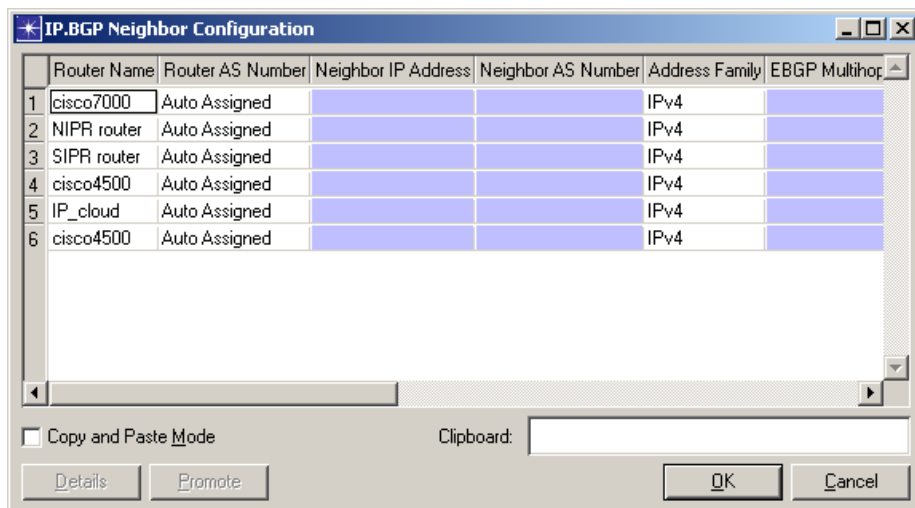 IP.BGP Neighbor Configuration
Router Name Router AS Number Neighbor IP Address Neighbor AS Number Address Family EBGP Multihop
1 cisco7000 Auto Assigned IPv4
2 NIPR router Auto Assigned IPv4
3 SIPR router Auto Assigned IPv4
4 cisco4500 Auto Assigned IPv4
5 IP_cloud Auto Assigned IPv4
6 cisco4500 Auto Assigned IPv4
Copy and Paste Mode Clipboard:
Details Promote OK Cancel